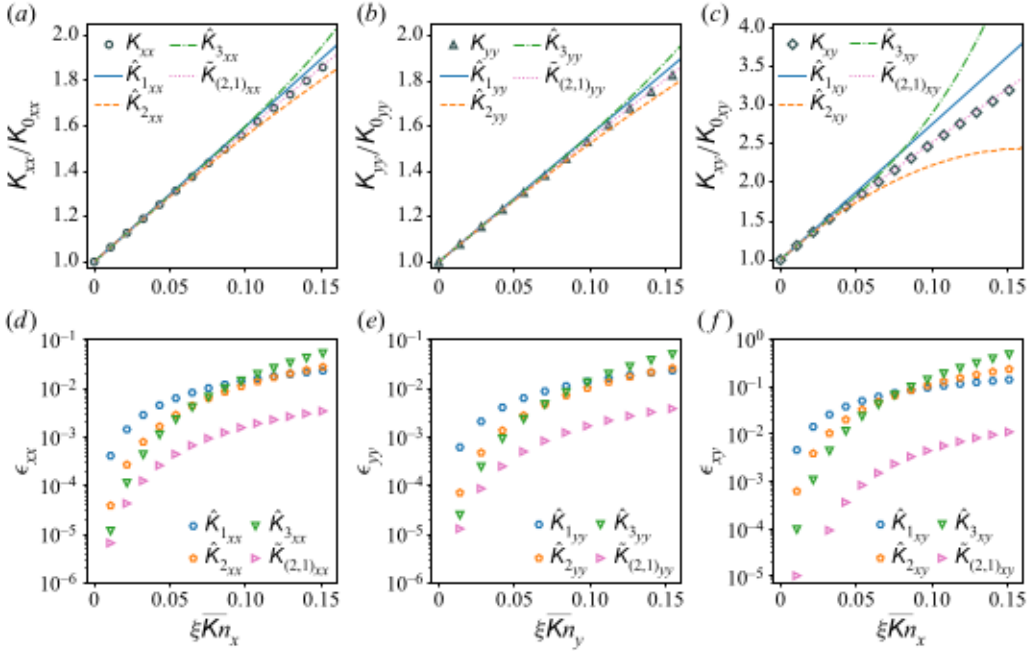 (a) (b) (c)
2.0 2.0 4.0
K_xx K̂_3xx K_yy K̂_3yy K_xy K̂_3xy
3.5
1.8 K̂_1xx K̃_(2,1)xx 1.8 K̂_1yy K̃_(2,1)yy K̂_1xy K̃_(2,1)xy
K̂_2xx K̂_2yy 3.0 K̂_2xy
K_xx/K_0xx 1.6 K_yy/K_0yy 1.6 K_xy/K_0xy 2.5
1.4 1.4 2.0
1.2 1.2 1.5
1.0 1.0 1.0
0 0.05 0.10 0.15 0 0.05 0.10 0.15 0 0.05 0.10 0.15
(d) (e) (f)
10^−1 10^−1 10^0
10^−2 10^−2 10^−1
10^−3 10^−3 10^−2
ϵ_xx ϵ_yy ϵ_xy
10^−4 10^−4 10^−3
10^−5 K̂_1xx K̂_3xx 10^−5 K̂_1yy K̂_3yy 10^−4 K̂_1xy K̂_3xy
K̂_2xx K̃_(2,1)xx K̂_2yy K̃_(2,1)yy K̂_2xy K̃_(2,1)xy
10^−6 10^−6 10^−5
0 0.05 0.10 0.15 0 0.05 0.10 0.15 0 0.05 0.10 0.15
ξK̅n̅_x ξK̅n̅_y ξK̅n̅_x